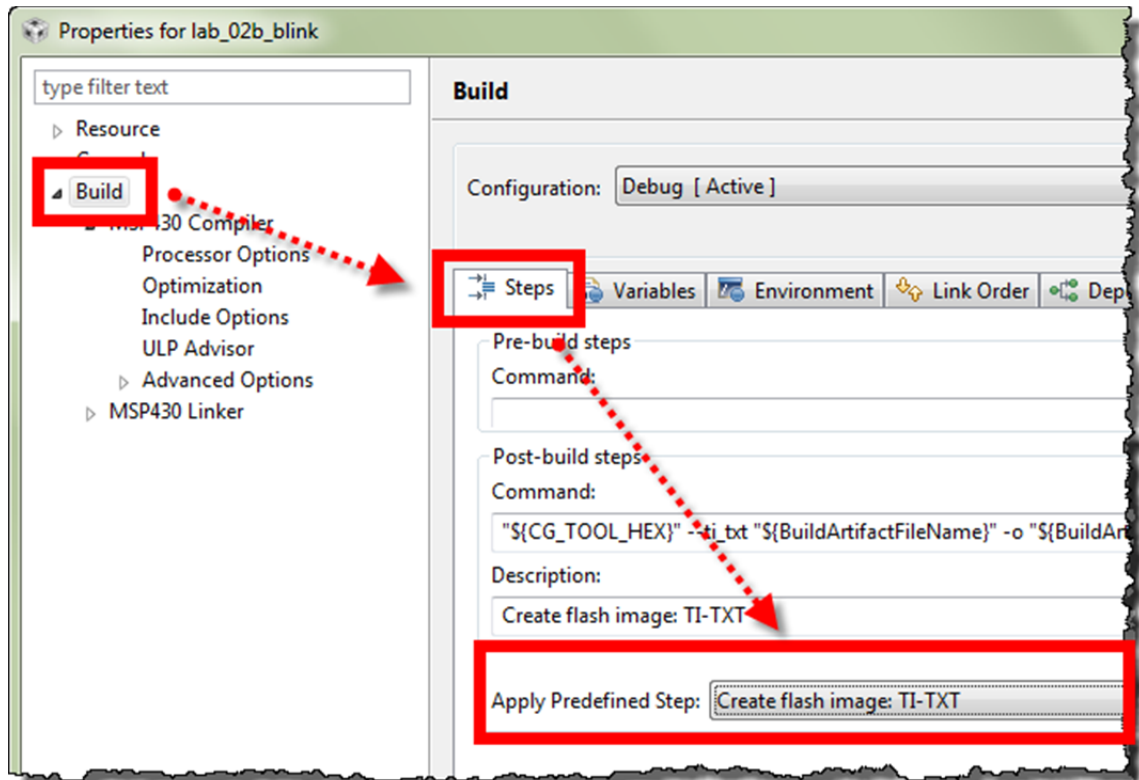 Properties for lab_02b_blink
type filter text
Resource
Build
MSP430 Compiler
Processor Options
Optimization
Include Options
ULP Advisor
Advanced Options
MSP430 Linker
Build
Configuration: Debug [ Active ]
Steps Variables Environment Link Order
Pre-build steps
Command:
Post-build steps
Command:
"${CG_TOOL_HEX}" --ti_txt "${BuildArtifactFileName}" -o "${BuildArt
Description:
Create flash image: TI-TXT
Apply Predefined Step: Create flash image: TI-TXT